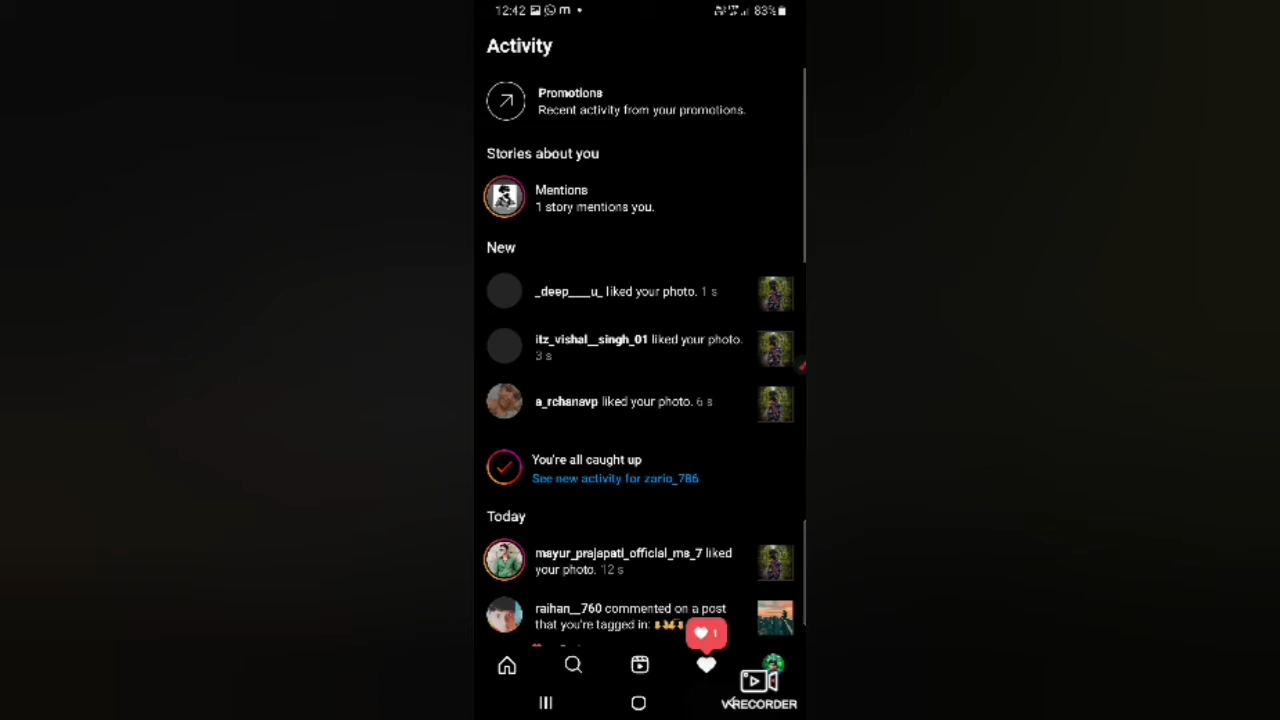 12:42 m 83%
Activity
Promotions
Recent activity from your promotions.
Stories about you
Mentions
1 story mentions you.
New
_deep___u_ liked your photo. 1 s
itz_vishal__singh_01 liked your photo.
3 s
a_rchanavp liked your photo. 6 s
You're all caught up
See new activity for zario_786
Today
mayur_prajapati_official_ms_7 liked
your photo. 12 s
raihan__760 commented on a post
that you're tagged in:
1
VRECORDER